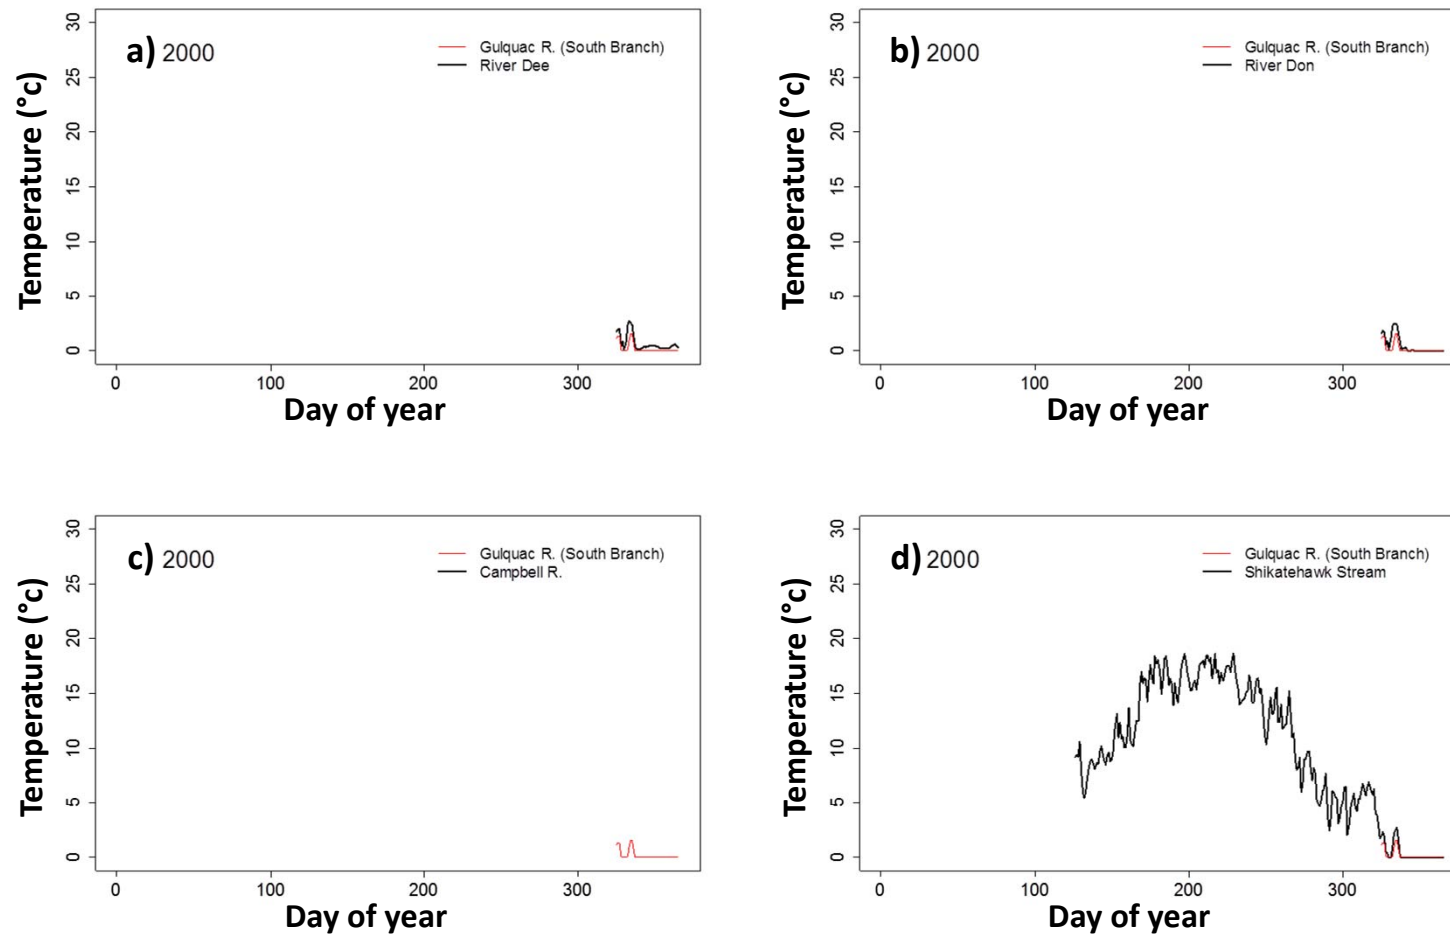 a) 2000
Gulquac R. (South Branch)
River Dee
30
25
20
15
10
5
0
Temperature (°c)
0 100 200 300
Day of year
b) 2000
Gulquac R. (South Branch)
River Don
30
25
20
15
10
5
0
Temperature (°c)
0 100 200 300
Day of year
c) 2000
Gulquac R. (South Branch)
Campbell R.
30
25
20
15
10
5
0
Temperature (°c)
0 100 200 300
Day of year
d) 2000
Gulquac R. (South Branch)
Shikatehawk Stream
30
25
20
15
10
5
0
Temperature (°c)
0 100 200 300
Day of year